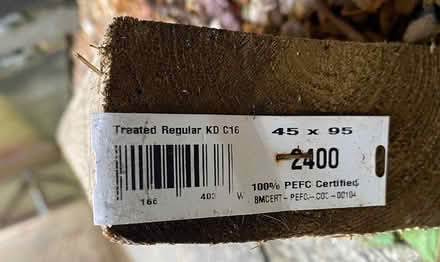 Treated Regular KD C16
45 x 95
2400
166 403 W
100% PEFC Certified
BMCERT-PEFC-COC-00104